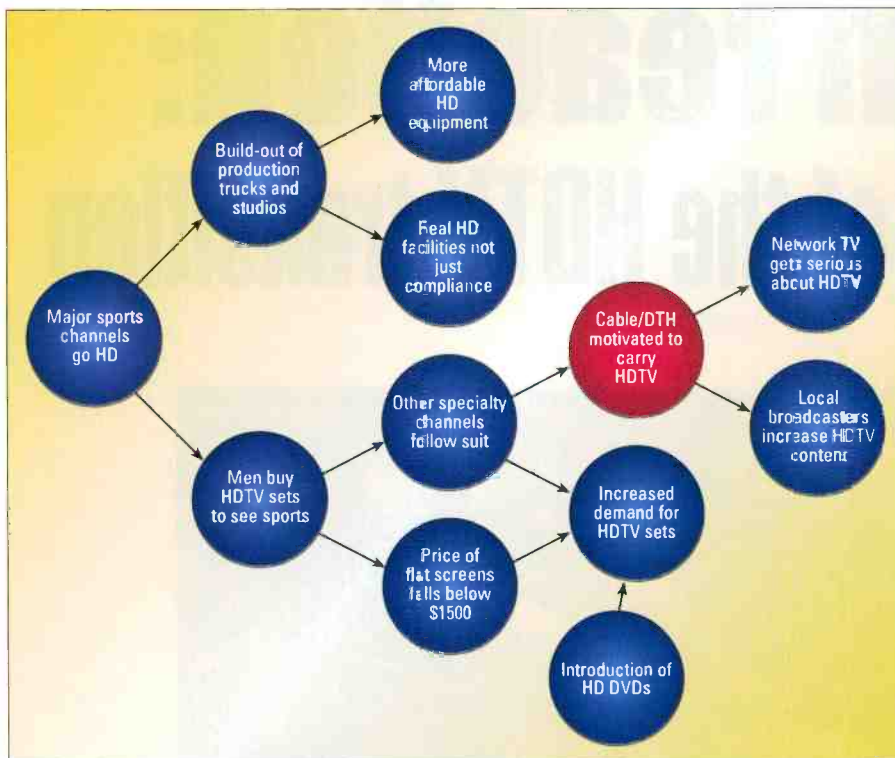 More
affordable
HD
equipment
Build-out of
production
trucks and
studios
Real HD
facilities not
just
compliance
Network TV
gets serious
about HDTV
Major sports
channels
go HD
Cable/DTH
motivated to
carry
HDTV
Other specialty
channels
follow suit
Local
broadcasters
increase HDTV
content
Men buy
HDTV sets
to see sports
Increased
demand for
HDTV sets
Price of
flat screens
falls below
$1500
Introduction of
HD DVDs